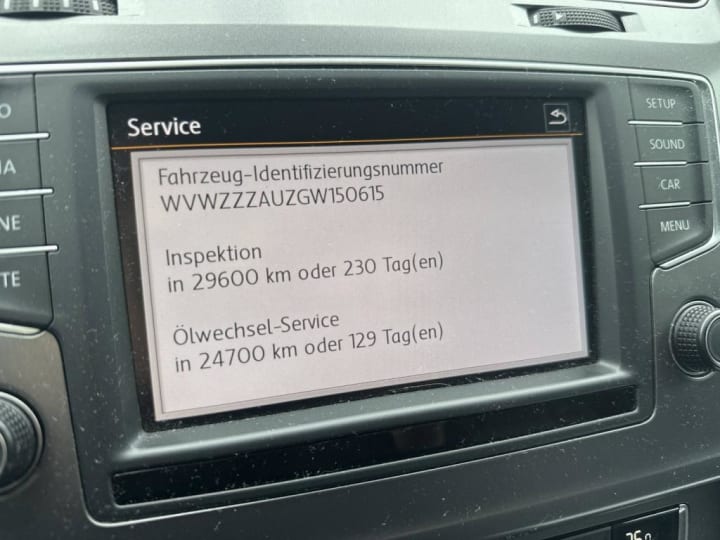 Service
SETUP
SOUND
CAR
MENU
Fahrzeug-Identifizierungsnummer
WVWZZZAUZGW150615
Inspektion
in 29600 km oder 230 Tag(en)
Ölwechsel-Service
in 24700 km oder 129 Tag(en)